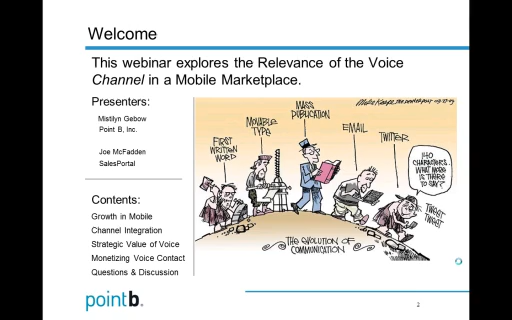 Welcome
This webinar explores the Relevance of the Voice
Channel in a Mobile Marketplace.
Presenters:
Mistilyn Gebow
Point B, Inc.
Joe McFadden
SalesPortal
Contents:
Growth in Mobile
Channel Integration
Strategic Value of Voice
Monetizing Voice Contact
Questions & Discussion
FIRST
WRITTEN
WORD
MOVABLE
TYPE
MASS
PUBLICATION
EMAIL
TWITTER
140
CHARACTERS...
WHAT MORE
IS THERE
TO SAY?
TWEET
TWEET
THE EVOLUTION OF
COMMUNICATION
pointb.
2